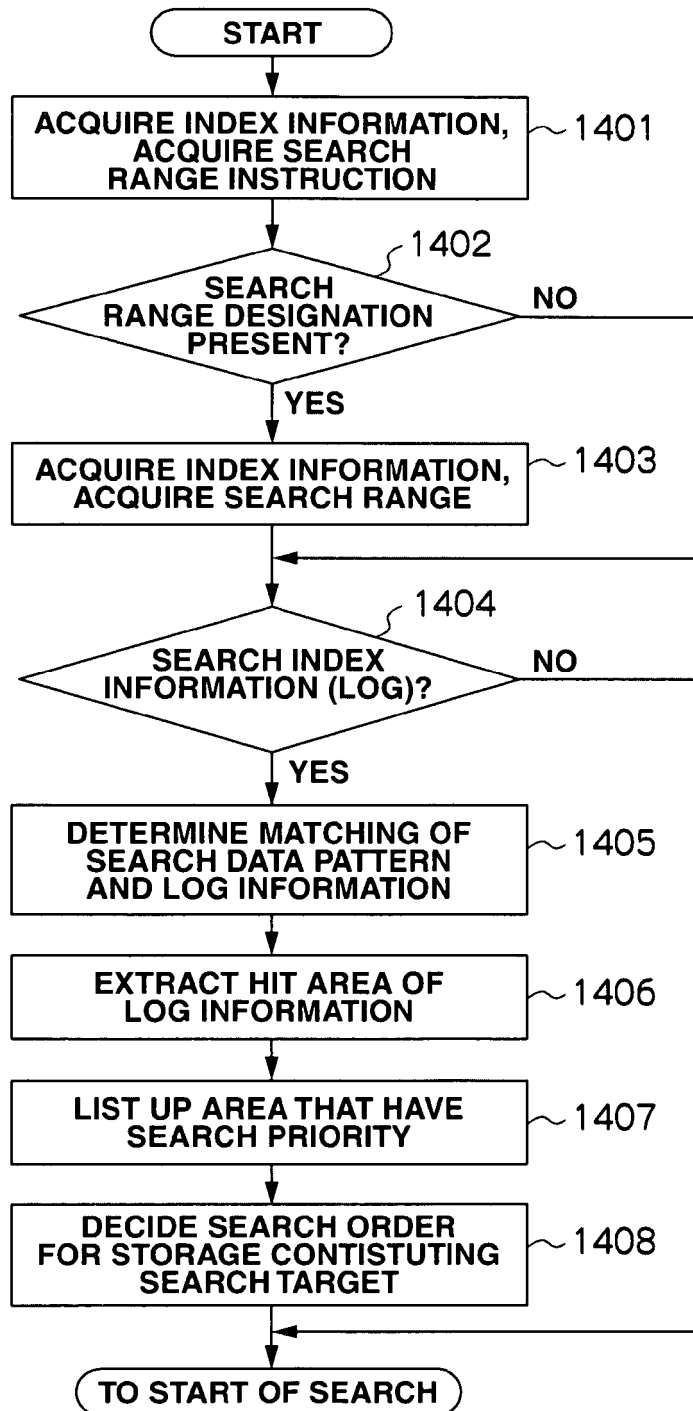 START
ACQUIRE INDEX INFORMATION,
ACQUIRE SEARCH
RANGE INSTRUCTION
1401
1402
SEARCH
RANGE DESIGNATION
PRESENT?
NO
YES
ACQUIRE INDEX INFORMATION,
ACQUIRE SEARCH RANGE
1403
1404
SEARCH INDEX
INFORMATION (LOG)?
NO
YES
DETERMINE MATCHING OF
SEARCH DATA PATTERN
AND LOG INFORMATION
1405
EXTRACT HIT AREA OF
LOG INFORMATION
1406
LIST UP AREA THAT HAVE
SEARCH PRIORITY
1407
DECIDE SEARCH ORDER
FOR STORAGE CONTISTUTING
SEARCH TARGET
1408
TO START OF SEARCH